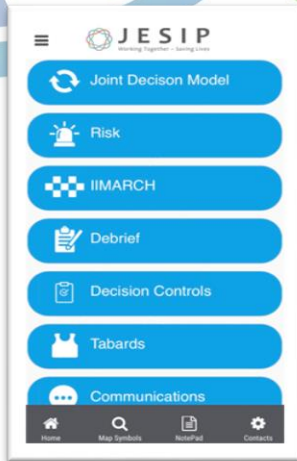 JESIP
Working Together – Saving Lives
Joint Decison Model
Risk
IIMARCH
Debrief
Decision Controls
Tabards
Communications
Home Map Symbols NotePad Contacts